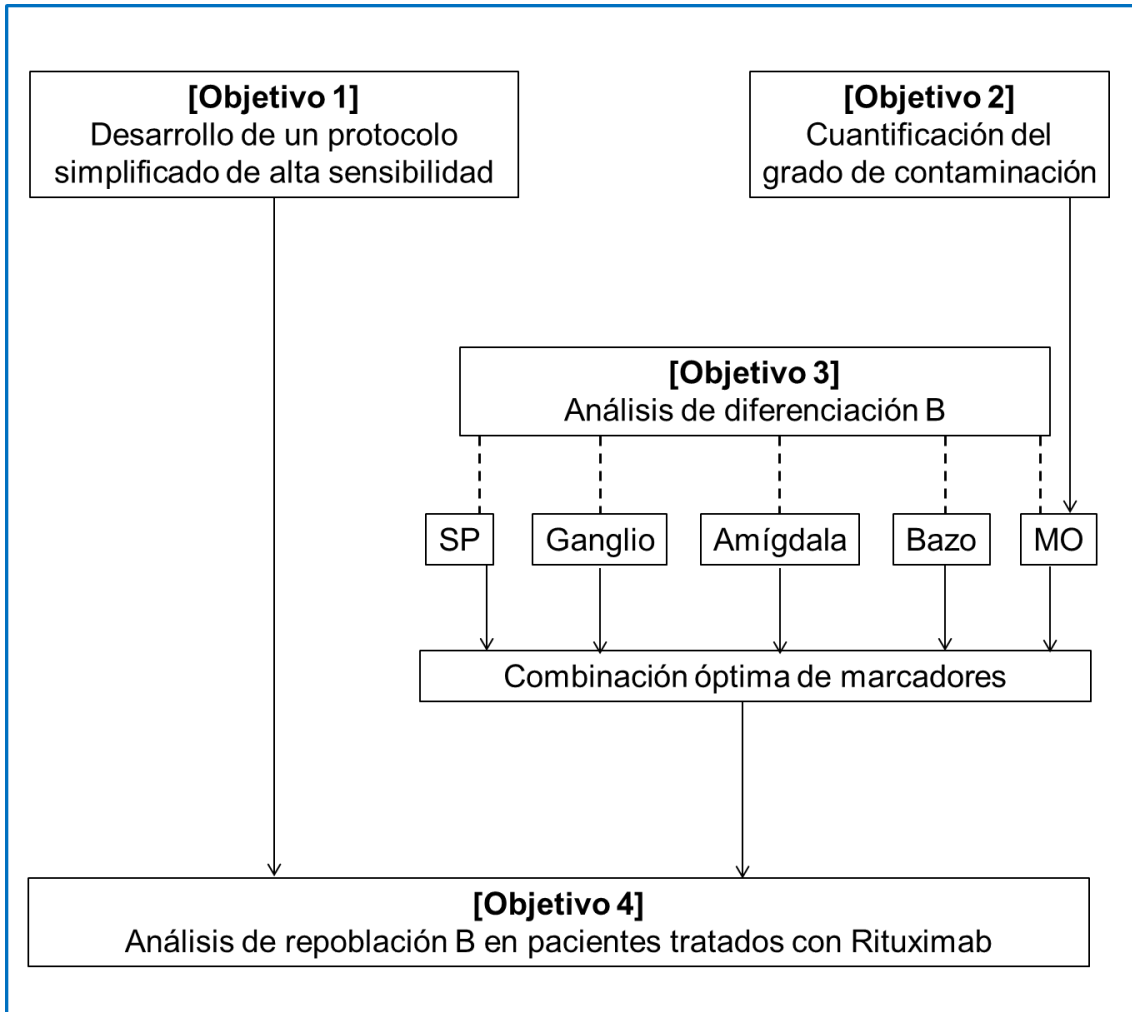 [Objetivo 1]
Desarrollo de un protocolo
simplificado de alta sensibilidad
[Objetivo 2]
Cuantificación del
grado de contaminación
[Objetivo 3]
Análisis de diferenciación B
SP
Ganglio
Amígdala
Bazo
MO
Combinación óptima de marcadores
[Objetivo 4]
Análisis de repoblación B en pacientes tratados con Rituximab